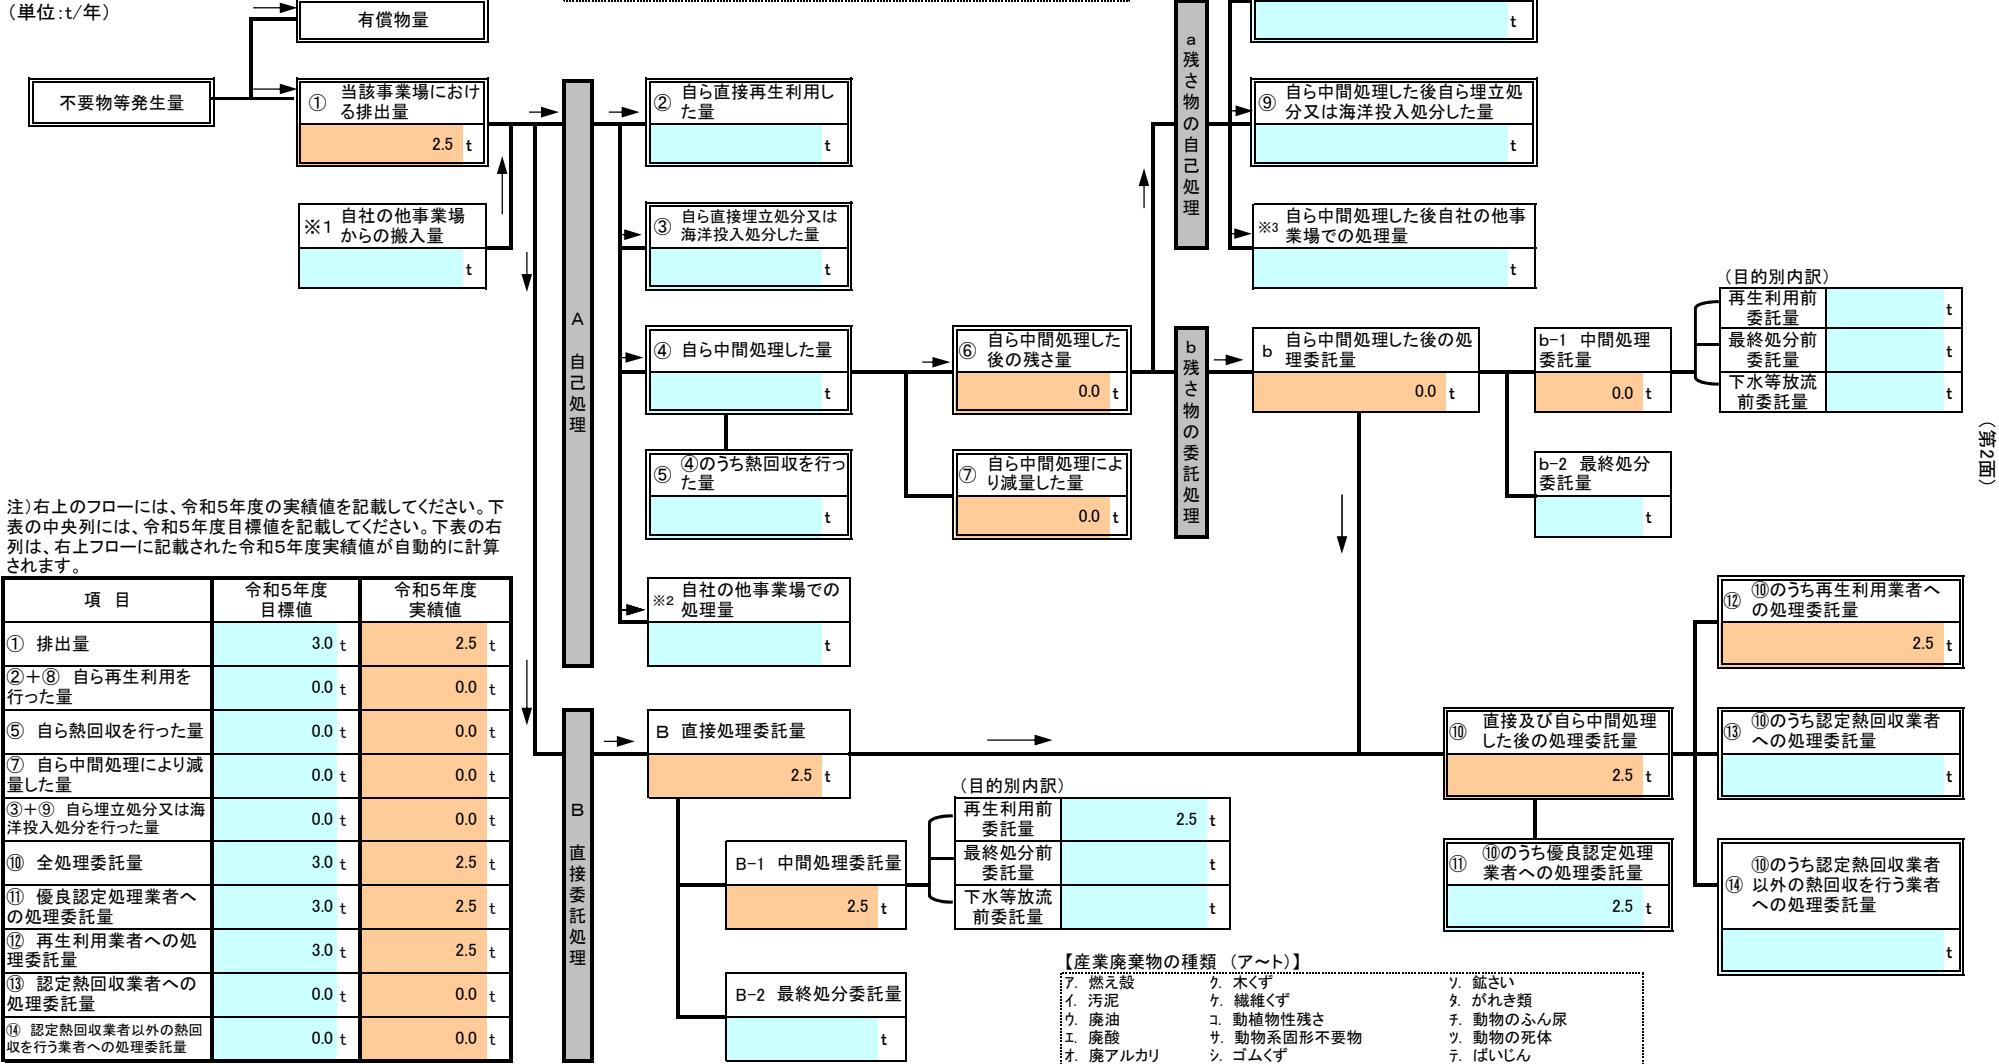 （単位:t/年）
有償物量
t
不要物等発生量
① 当該事業場におけ
る排出量
2.5 t
※1 自社の他事業場
からの搬入量
t
A
自己処理
② 自ら直接再生利用し
た量
t
③ 自ら直接埋立処分又は
海洋投入処分した量
t
④ 自ら中間処理した量
t
⑤ ④のうち熱回収を行っ
た量
t
※2 自社の他事業場での
処理量
t
⑥ 自ら中間処理した
後の残さ量
0.0 t
⑦ 自ら中間処理によ
り減量した量
0.0 t
a残さ物の自己処理
⑨ 自ら中間処理した後自ら埋立処
分又は海洋投入処分した量
t
※3 自ら中間処理した後自社の他事
業場での処理量
t
b残さ物の委託処理
b 自ら中間処理した後の処
理委託量
0.0 t
b-1 中間処理
委託量
0.0 t
b-2 最終処分
委託量
t
（目的別内訳）
再生利用前
委託量
t
最終処分前
委託量
t
下水等放流
前委託量
t
（第2面）
注）右上のフローには、令和5年度の実績値を記載してください。下
表の中央列には、令和5年度目標値を記載してください。下表の右
列は、右上フローに記載された令和5年度実績値が自動的に計算
されます。
項 目 令和5年度
目標値 令和5年度
実績値
① 排出量 3.0 t 2.5 t
②+⑧ 自ら再生利用を
行った量 0.0 t 0.0 t
⑤ 自ら熱回収を行った量 0.0 t 0.0 t
⑦ 自ら中間処理により減
量した量 0.0 t 0.0 t
③+⑨ 自ら埋立処分又は海
洋投入処分を行った量 0.0 t 0.0 t
⑩ 全処理委託量 3.0 t 2.5 t
⑪ 優良認定処理業者へ
の処理委託量 3.0 t 2.5 t
⑫ 再生利用業者への処
理委託量 3.0 t 2.5 t
⑬ 認定熱回収業者への
処理委託量 0.0 t 0.0 t
⑭ 認定熱回収業者以外の熱回
収を行う業者への処理委託量 0.0 t 0.0 t
B
直接委託処理
B 直接処理委託量
2.5 t
B-1 中間処理委託量
2.5 t
B-2 最終処分委託量
t
（目的別内訳）
再生利用前
委託量
2.5 t
最終処分前
委託量
t
下水等放流
前委託量
t
⑩ 直接及び自ら中間処理
した後の処理委託量
2.5 t
⑪ ⑩のうち優良認定処理
業者への処理委託量
2.5 t
⑫ ⑩のうち再生利用業者へ
の処理委託量
2.5 t
⑬ ⑩のうち認定熱回収業者
への処理委託量
t
⑭ ⑩のうち認定熱回収業者
以外の熱回収を行う業者
への処理委託量
t
【産業廃棄物の種類 （ア～ト）】
ア. 燃え殻 ク. 木くず ソ. 鉱さい
イ. 汚泥 ケ. 繊維くず タ. がれき類
ウ. 廃油 コ. 動植物性残さ チ. 動物のふん尿
エ. 廃酸 サ. 動物系固形不要物 ツ. 動物の死体
オ. 廃アルカリ シ. ゴムくず テ. ばいじん